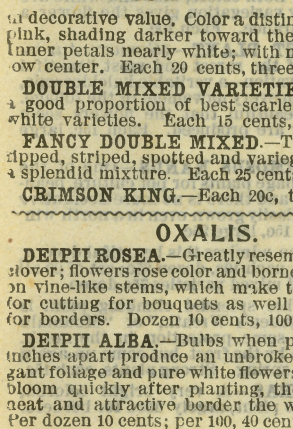 in decorative value. Color a distin
pink, shading darker toward the
Inner petals nearly white; with m
ow center. Each 20 cents, three
DOUBLE MIXED VARIETIE
a good proportion of best scarle
white varieties. Each 15 cents,
FANCY DOUBLE MIXED.—T
ripped, striped, spotted and varieg
a splendid mixture. Each 25 cent
CRIMSON KING.—Each 20c, t
OXALIS.
DEIPII ROSEA.—Greatly resem
slover; flowers rose color and borne
on vine-like stems, which make t
for cutting for bouquets as well
for borders. Dozen 10 cents, 100
DEIPII ALBA.—Bulbs when p
inches apart prodnce an unbroke
gant foliage and pure white flowers
bloom quickly after planting, th
neat and attractive border the w
Per dozen 10 cents; per 100, 40 cen